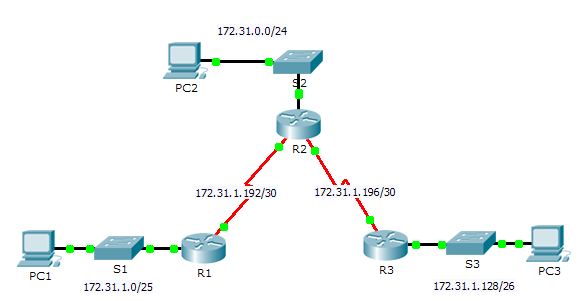 172.31.0.0/24
PC2
S2
R2
172.31.1.192/30
172.31.1.196/30
PC1
S1
R1
172.31.1.0/25
R3
S3
PC3
172.31.1.128/26